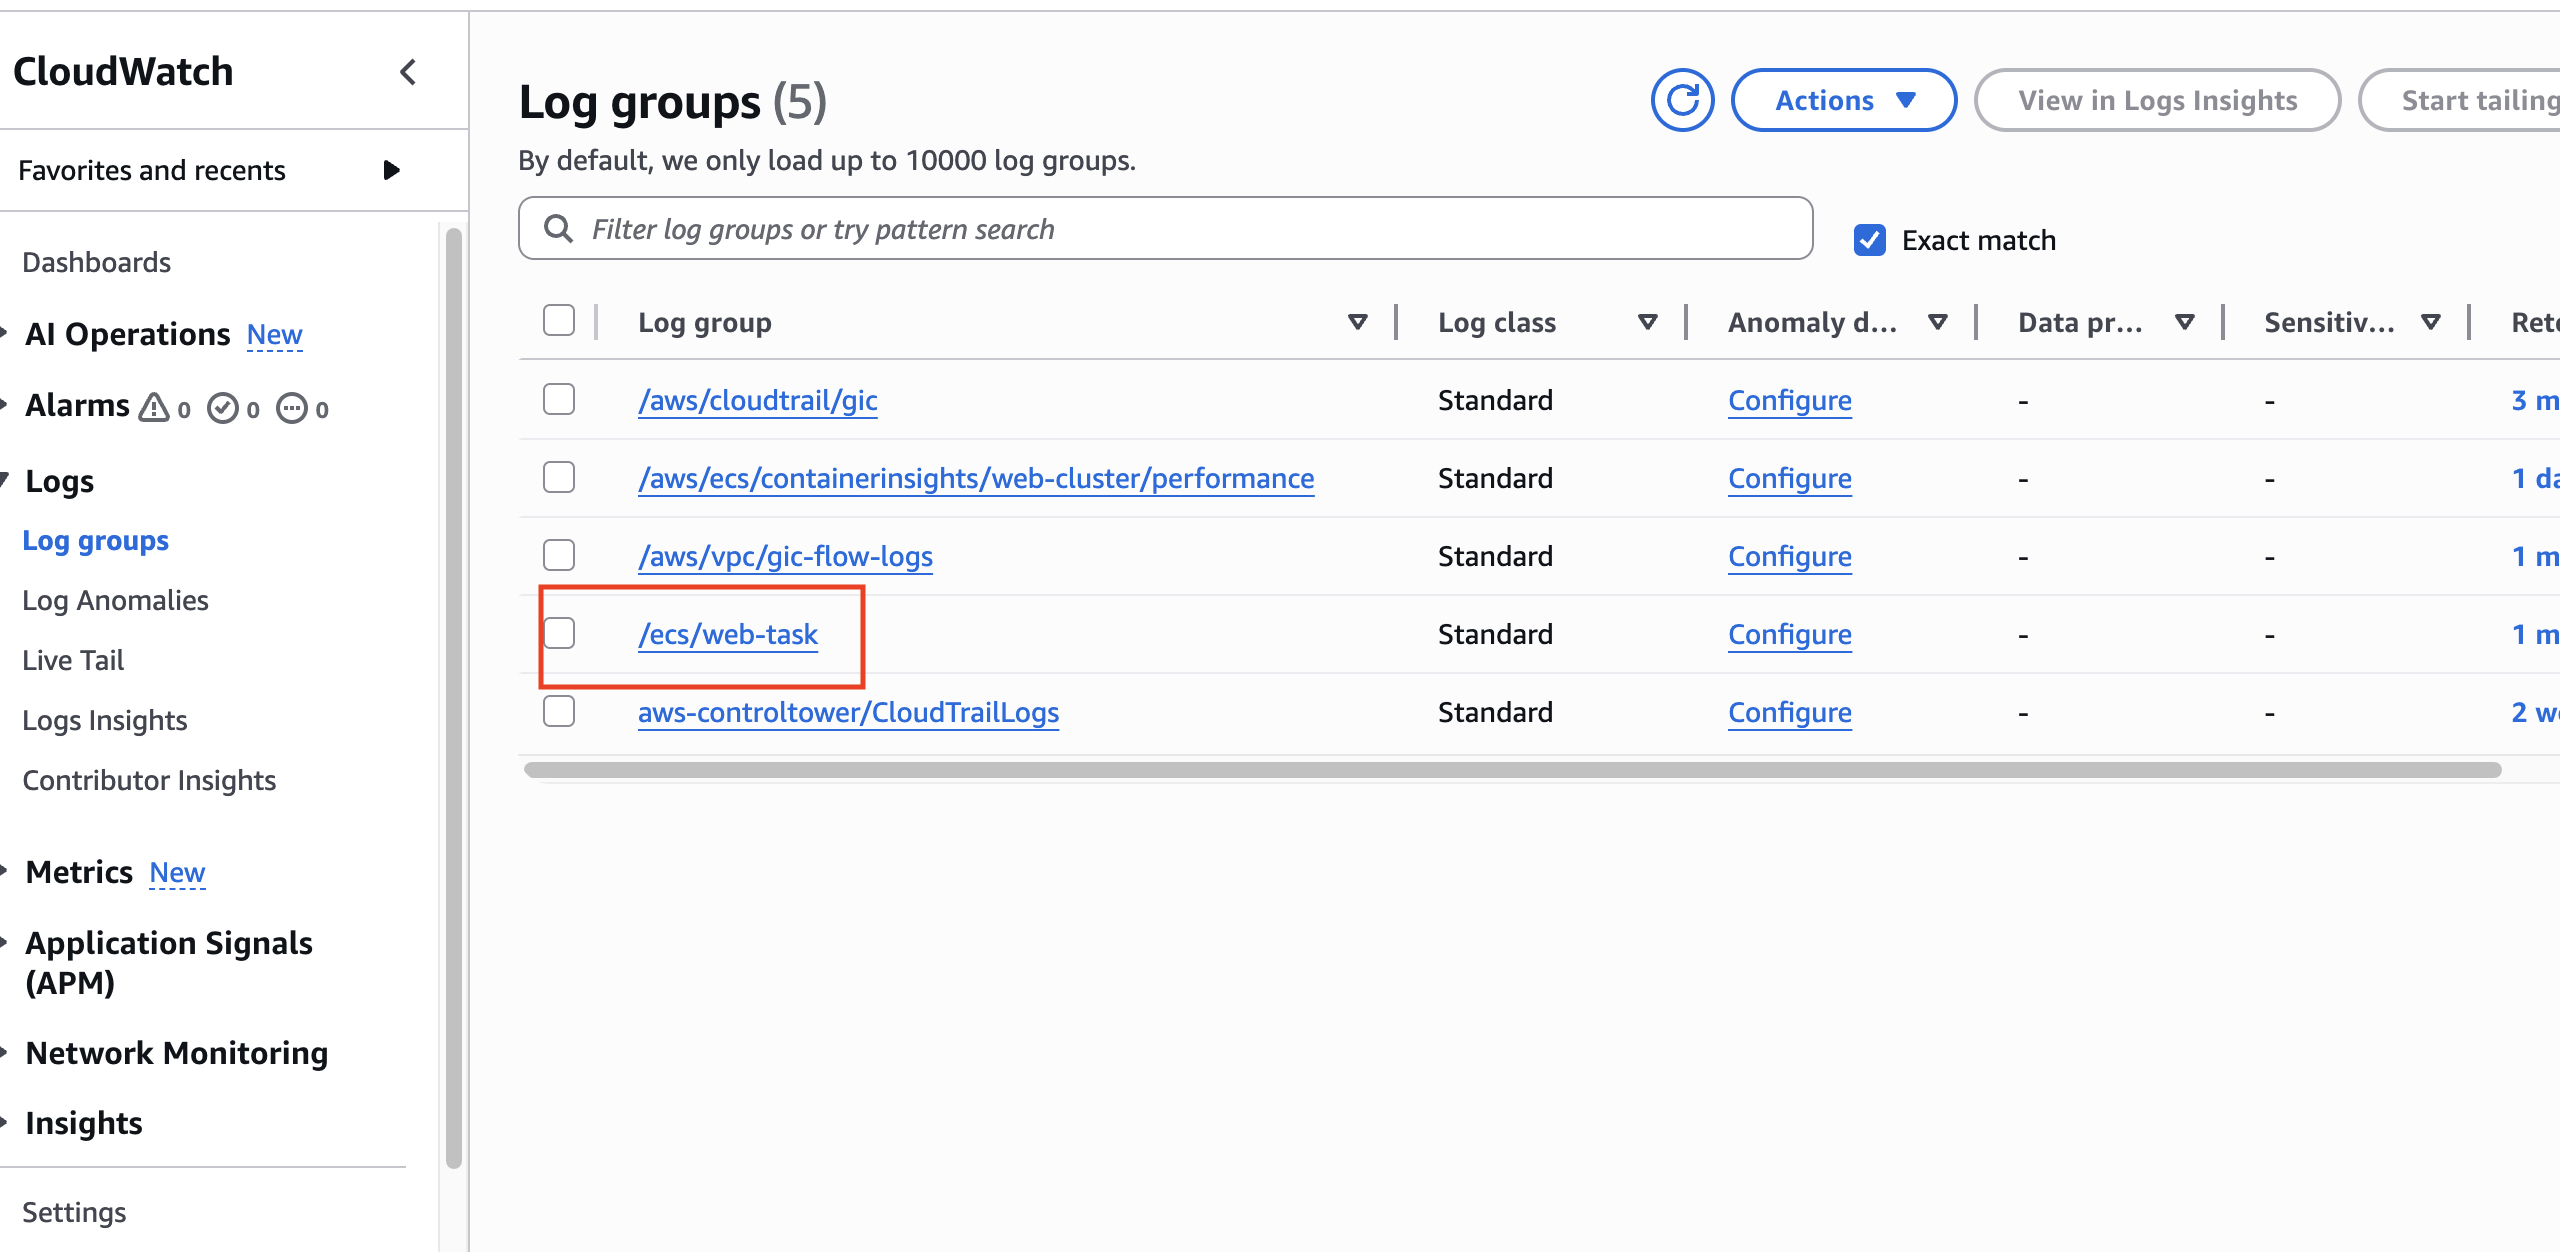 CloudWatch
Favorites and recents
Dashboards
AI Operations New
Alarms 0 0 0
Logs
Log groups
Log Anomalies
Live Tail
Logs Insights
Contributor Insights
Metrics New
Application Signals
(APM)
Network Monitoring
Insights
Settings
Log groups (5)
Actions View in Logs Insights Start tailing
By default, we only load up to 10000 log groups.
Filter log groups or try pattern search
Exact match
Log group Log class Anomaly d... Data pr... Sensitiv...
/aws/cloudtrail/gic Standard Configure - - 3 m
/aws/ecs/containerinsights/web-cluster/performance Standard Configure - - 1 da
/aws/vpc/gic-flow-logs Standard Configure - - 1 m
/ecs/web-task Standard Configure - - 1 m
aws-controltower/CloudTrailLogs Standard Configure - - 2 w